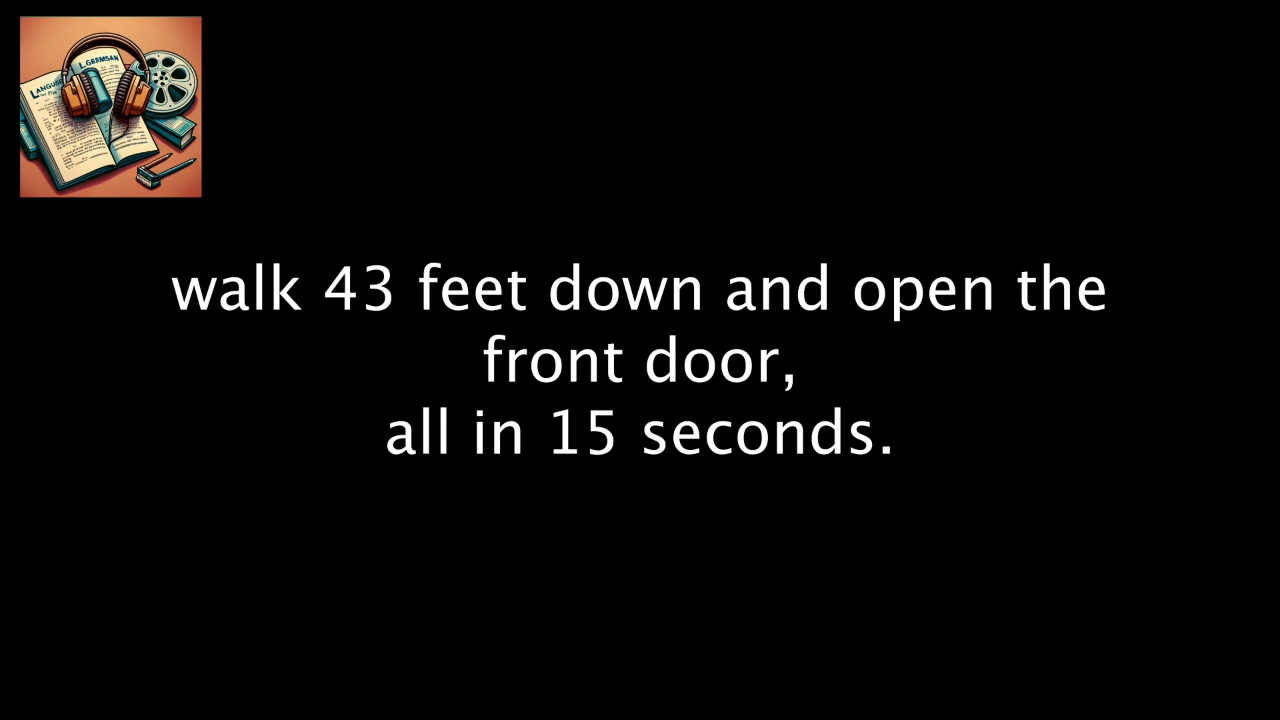 walk 43 feet down and open the
front door,
all in 15 seconds.